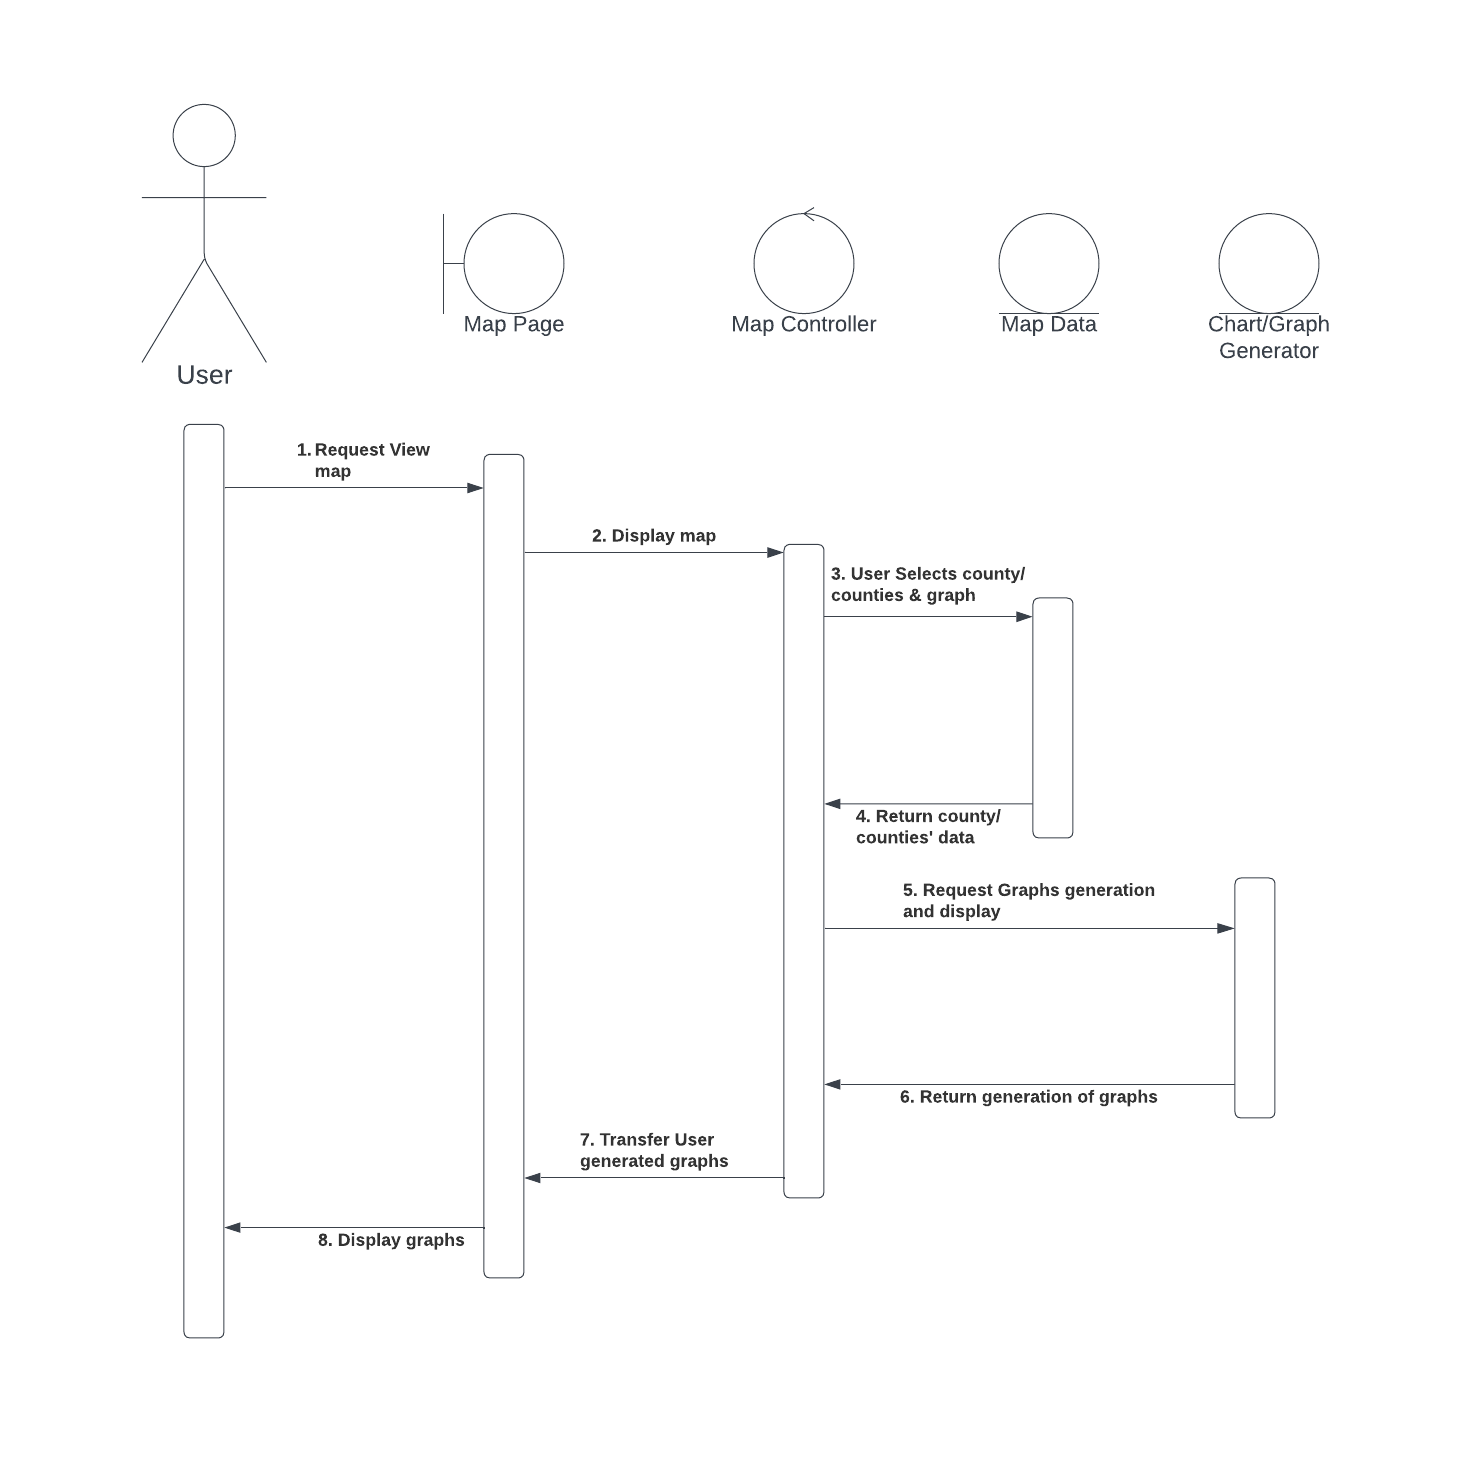 User
Map Page
Map Controller
Map Data
Chart/Graph
Generator
1. Request View
map
2. Display map
3. User Selects county/
counties & graph
4. Return county/
counties' data
5. Request Graphs generation
and display
6. Return generation of graphs
7. Transfer User
generated graphs
8. Display graphs